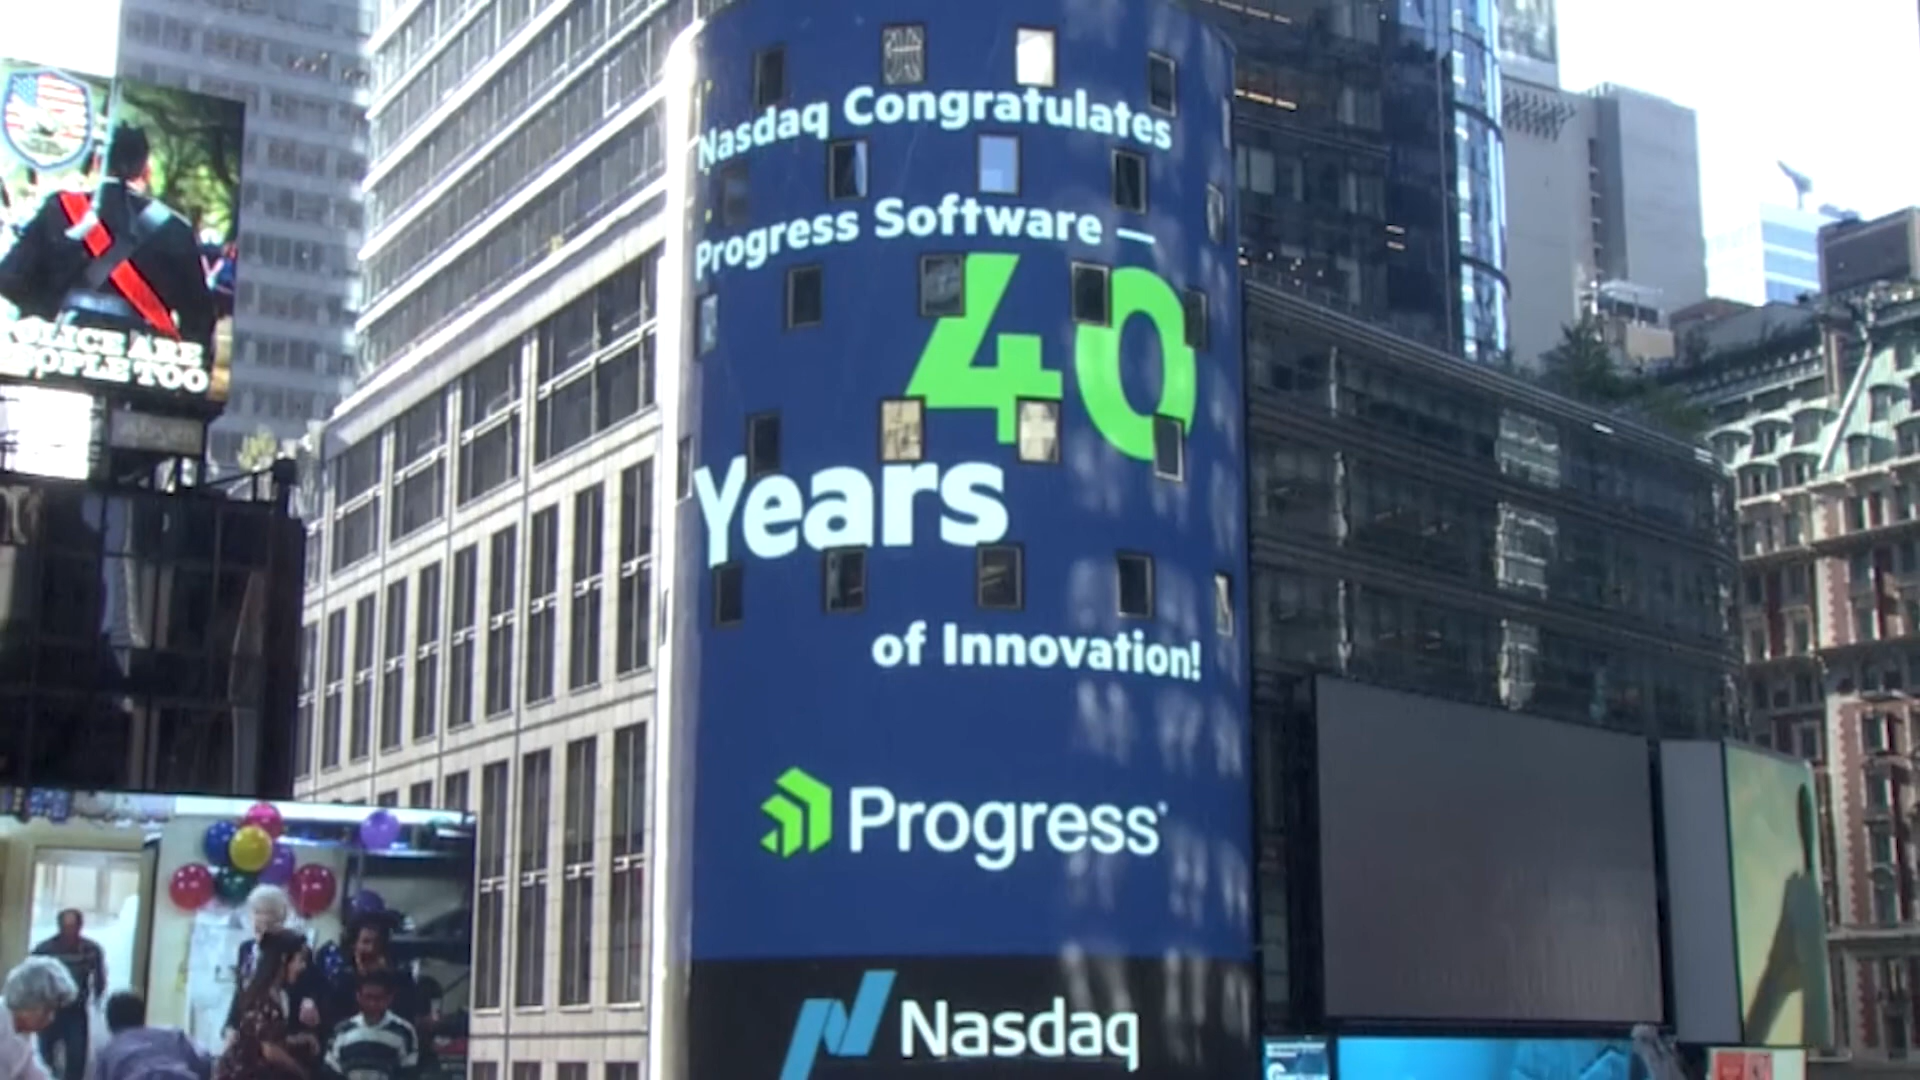 Nasdaq Congratulates
Progress Software —
40
Years
of Innovation!
Progress
Nasdaq
POLICE ARE
PEOPLE TOO